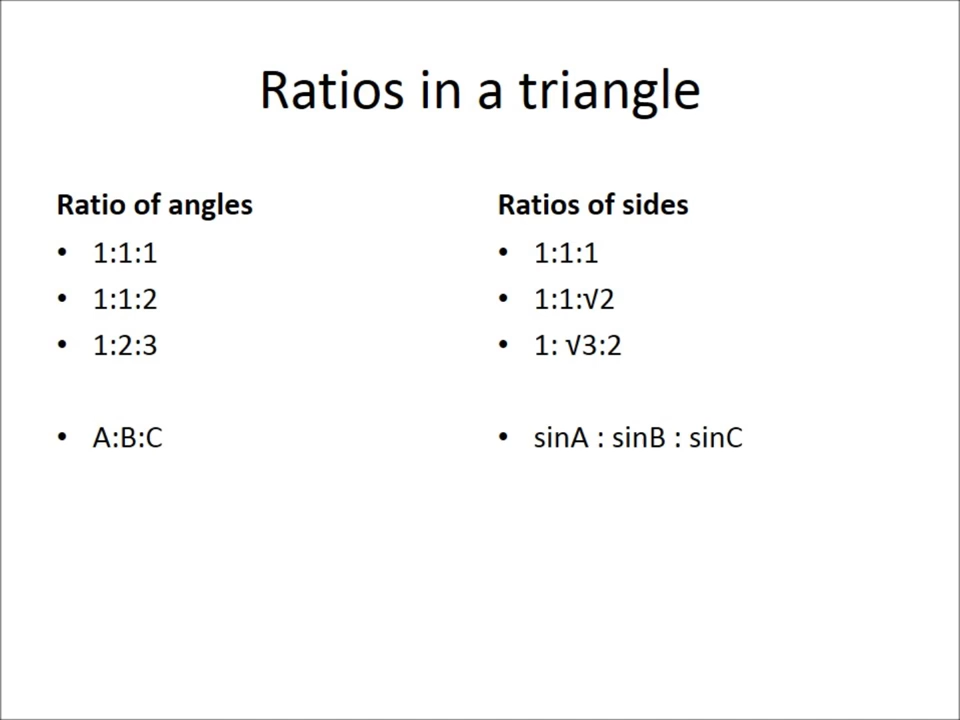 Ratios in a triangle
Ratio of angles
• 1:1:1
• 1:1:2
• 1:2:3
• A:B:C
Ratios of sides
• 1:1:1
• 1:1:√2
• 1: √3:2
• sinA : sinB : sinC